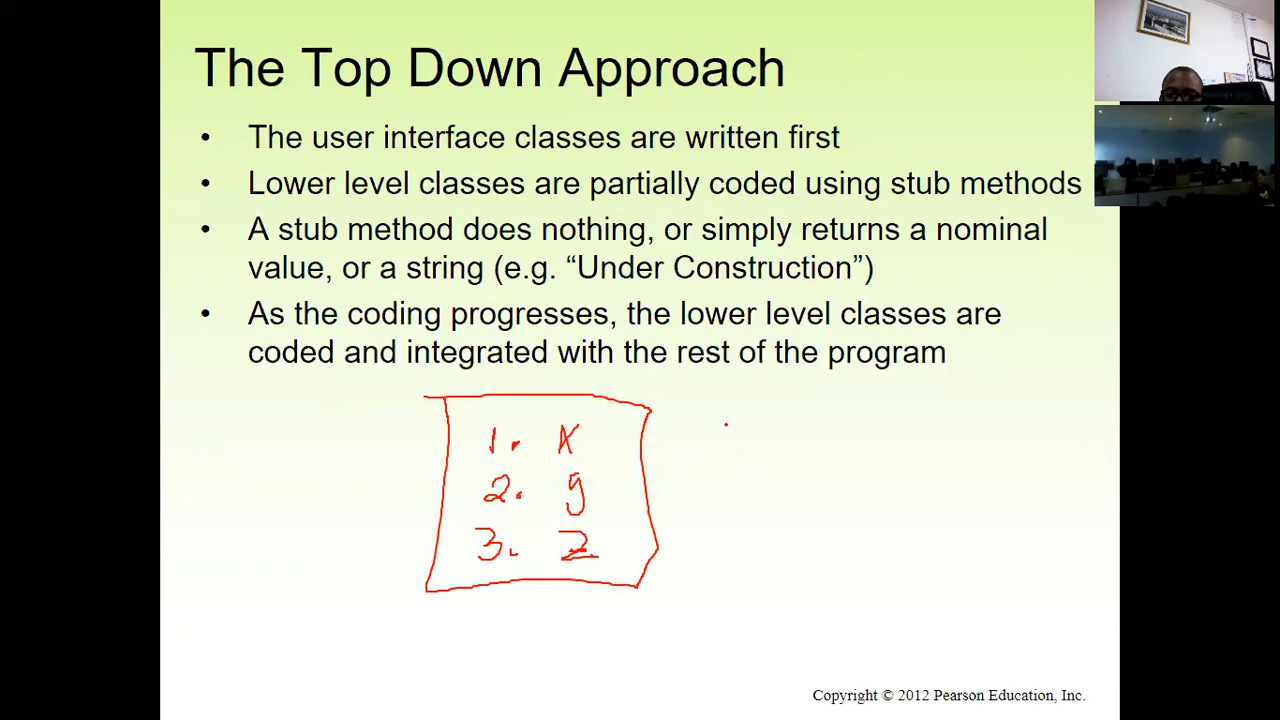 The Top Down Approach
• The user interface classes are written first
• Lower level classes are partially coded using stub methods
• A stub method does nothing, or simply returns a nominal
value, or a string (e.g. “Under Construction”)
• As the coding progresses, the lower level classes are
coded and integrated with the rest of the program
1. X
2. y
3. Z
Copyright © 2012 Pearson Education, Inc.